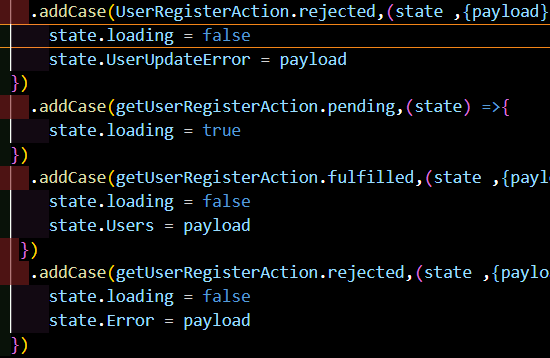 .addCase(UserRegisterAction.rejected,(state ,{payload}
state.loading = false
state.UserUpdateError = payload
})
.addCase(getUserRegisterAction.pending,(state) =>{
state.loading = true
})
.addCase(getUserRegisterAction.fulfilled,(state ,{payl
state.loading = false
state.Users = payload
})
.addCase(getUserRegisterAction.rejected,(state ,{paylo
state.loading = false
state.Error = payload
})